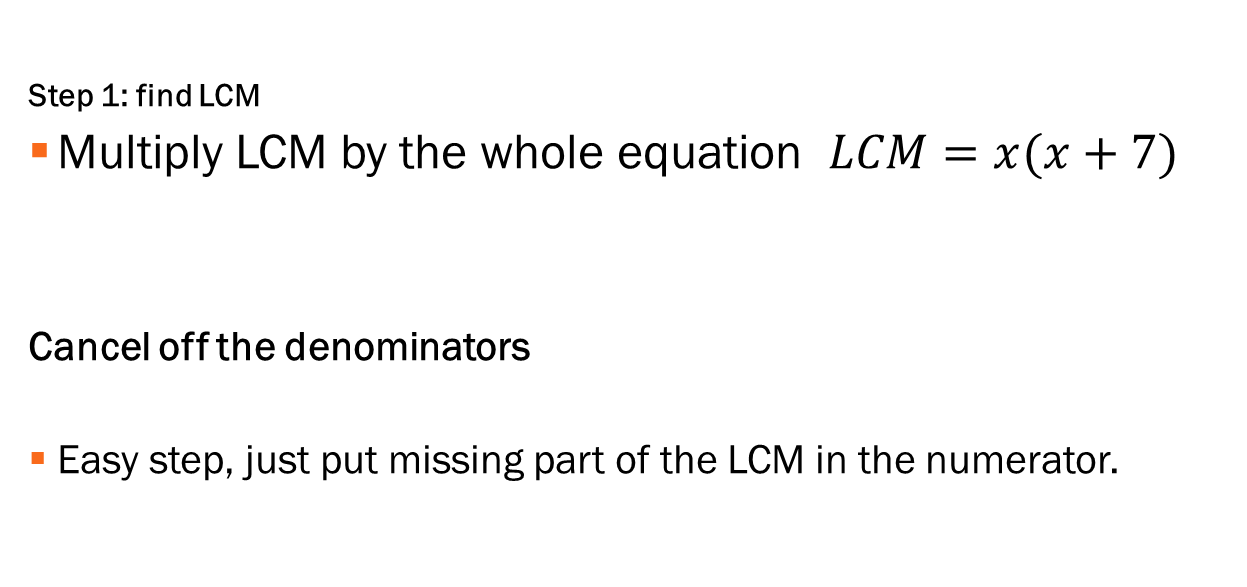 Step 1: find LCM
▪ Multiply LCM by the whole equation LCM = x(x + 7)
Cancel off the denominators
▪ Easy step, just put missing part of the LCM in the numerator.